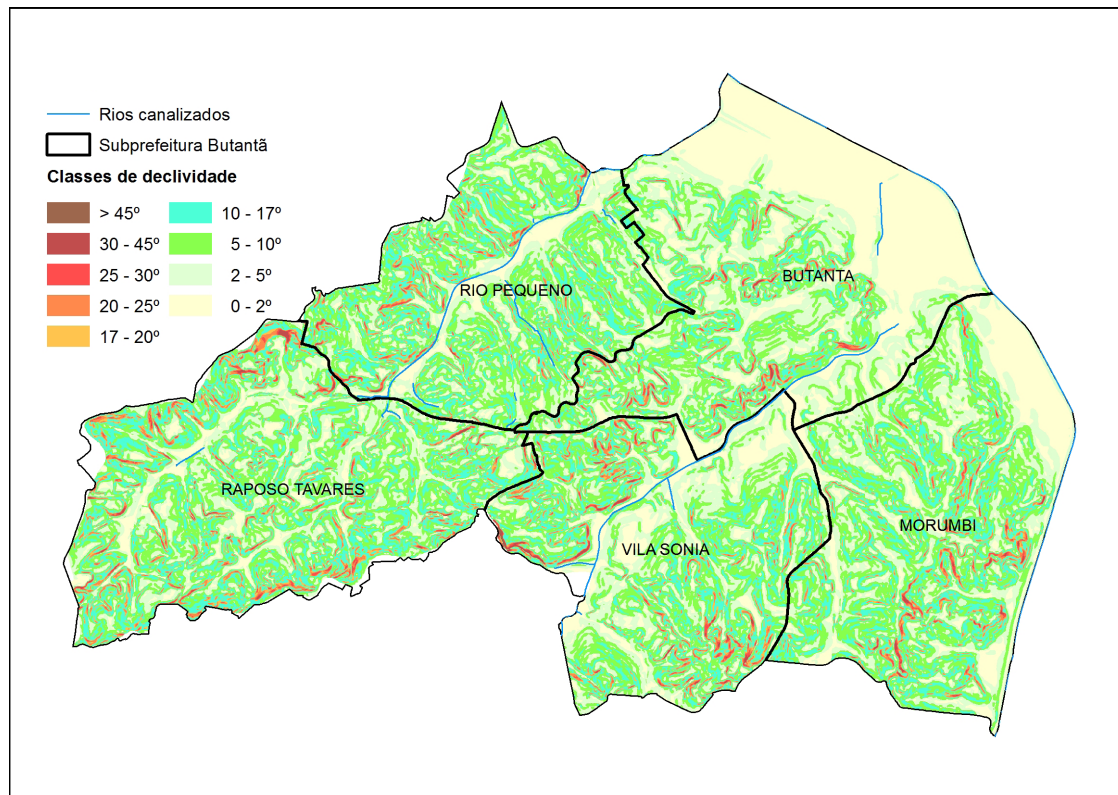 Rios canalizados
Subprefeitura Butantã
Classes de declividade
> 45º
10 - 17º
30 - 45º
5 - 10º
25 - 30º
2 - 5º
20 - 25º
0 - 2º
17 - 20º
BUTANTA
RIO PEQUENO
RAPOSO TAVARES
MORUMBI
VILA SONIA